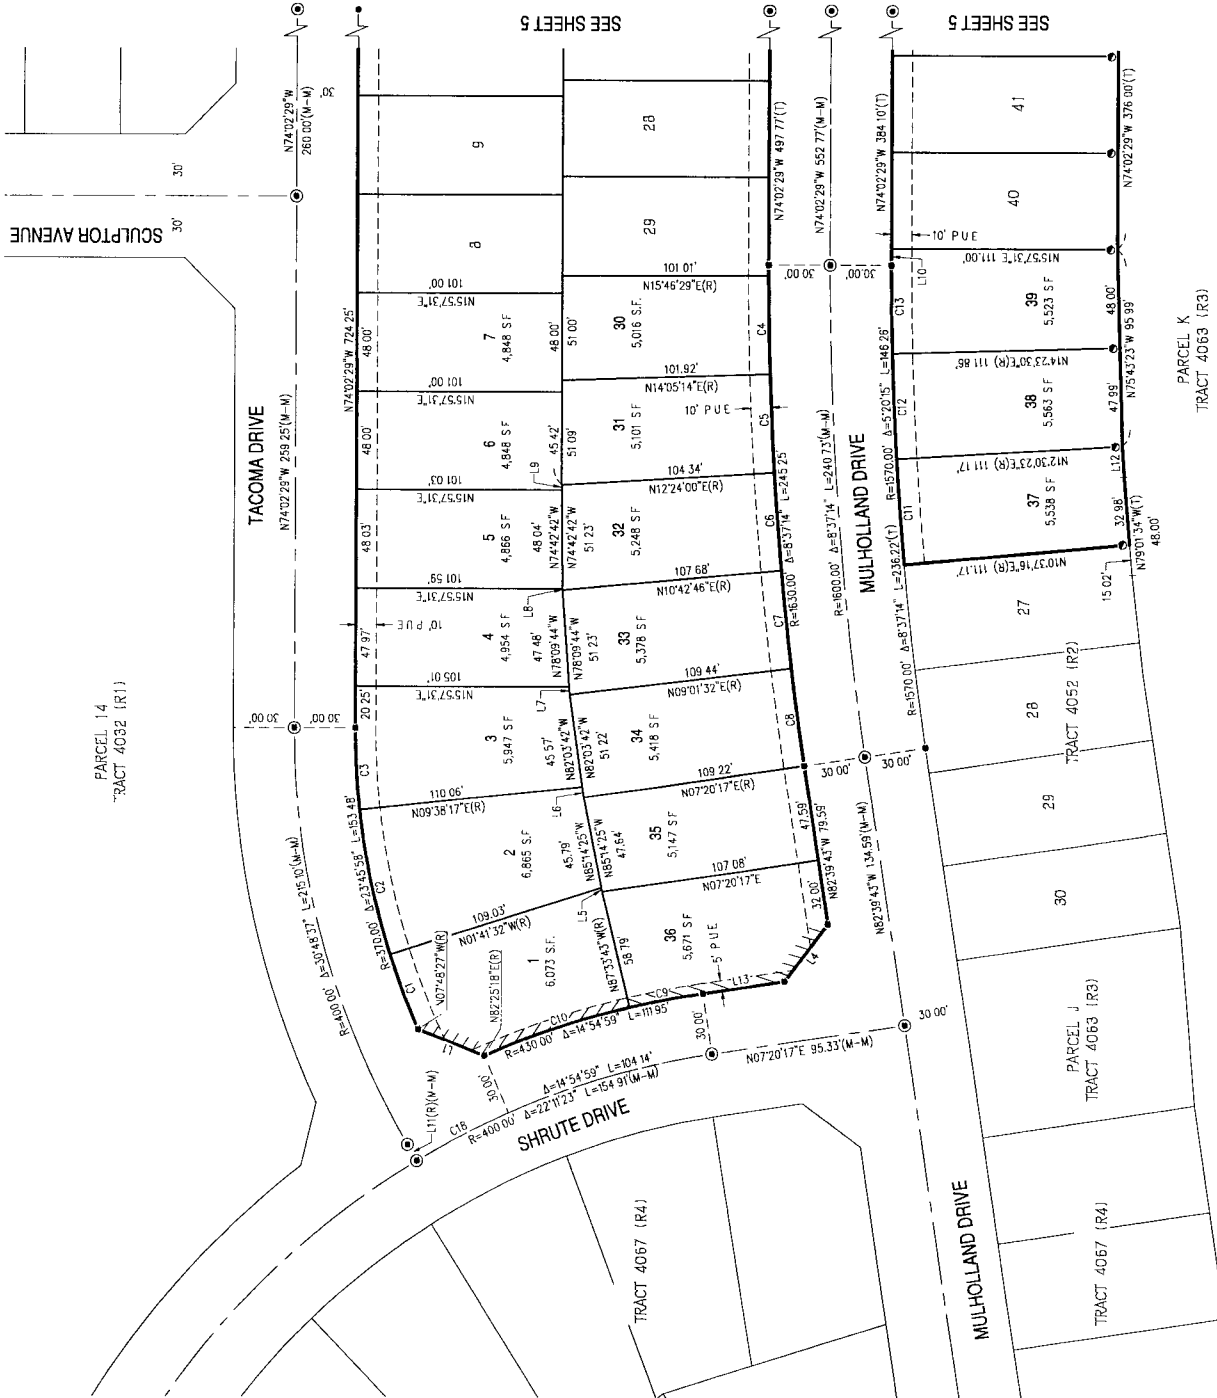 SEE SHEET 5
SEE SHEET 5
SCULPTOR AVENUE
30'
30'
N74°02'29"W
260 00'(M-M)
30'
TACOMA DRIVE
N74°02'29"W 259 25'(M-M)
N74°02'29"W 724 25'
PARCEL 14
TRACT 4032 (R1)
30 00'
30 00'
9
8
28
29
101 00'
N15°57'31"E
7
4,848 SF
48.00'
48 00'
101 00'
N15°57'31"E
6
4,848 SF
48 00'
45.42'
101 03'
N15°57'31"E
L9
5
4,866 SF
48 03'
48 04'
N74°42'42"W
N74°42'42"W
51 23'
101 59'
N15°57'31"E
L8
10' PUE
4
4,954 SF
47.97'
47 48'
N78°09'44"W
N78°09'44"W
51 23'
105 01'
N15°57'31"E
L7
20 25'
C3
3
5,947 SF
45 57'
N82°03'42"W
N82°03'42"W
51 22'
110 06'
N09°38'17"E(R)
L6
R=310.00' Δ=23°45'58" L=153 48'
C2
2
6,865 S.F
45.79'
N85°14'25"W
N85°14'25"W
47.64'
109.03'
N01°41'32"W(R)
L5
C1
1
6,073 S.F.
N87°33'43"W(R)
58 79'
N07°48'27"W(R)
N82°25'18"E(R)
L1
R=400 00' Δ=30°48'37" L=215 10'(M-M)
L11(R)(M-M)
101 01'
N15°46'29"E(R)
30
5,016 S.F.
51 00'
C4
101.92'
N14°05'14"E(R)
31
5,101 SF
51 09'
10' PUE
C5
104 34'
N12°24'00"E(R)
32
5,248 SF
C6
107 68'
N10°42'46"E(R)
33
5,378 SF
C7
109 44'
N09°01'32"E(R)
34
5,418 SF
C8
109 22'
N07°20'17"E(R)
35
5,147 SF
47.59'
107 08'
N07°20'17"E
36
5,671 SF
5' PUE
32 00'
L4
L13
C9
C10
R=430 00' Δ=14°54'59"
L=111 95'
30 00'
30 00'
Δ=14°54'59" L=104 14'
R=400 00' Δ=22°11'23" L=154 91'(M-M)
C18
SHRUTE DRIVE
N07°20'17"E 95.33'(M-M)
30 00'
N74°02'29"W 497 77'(T)
N74°02'29"W 552 77'(M-M)
N74°02'29"W 384 10'(T)
30 00'
30.00'
R=1630.00' Δ=8°37'14" L=245 25'
R=1600.00' Δ=8°37'14" L=240 73'(M-M)
MULHOLLAND DRIVE
R=1570.00' Δ=5°20'15" L=146 26'
R=1570.00' Δ=8°37'14" L=236.22'(T)
30 00'
30 00'
N82°39'43"W 79.59'
N82°39'43"W 134.59'(M-M)
41
40
10' PUE
L10
N15°57'31"E 111.00'
C13
39
5,523 SF
48.00'
N14°23'30"E(R) 111 86'
C12
38
5,563 SF
47.99'
N12°30'23"E(R) 111.17'
L12
C11
37
5,538 SF
32 98'
N10°37'16"E(R) 111.17'
15 02'
N79°01'34"W(T)
48.00'
N74°02'29"W 376 00'(T)
N75°43'23"W 95 99'
PARCEL K
TRACT 4063 (R3)
27
28
TRACT 4052 (R2)
29
30
PARCEL J
TRACT 4063 (R3)
TRACT 4067 (R4)
TRACT 4067 (R4)
MULHOLLAND DRIVE